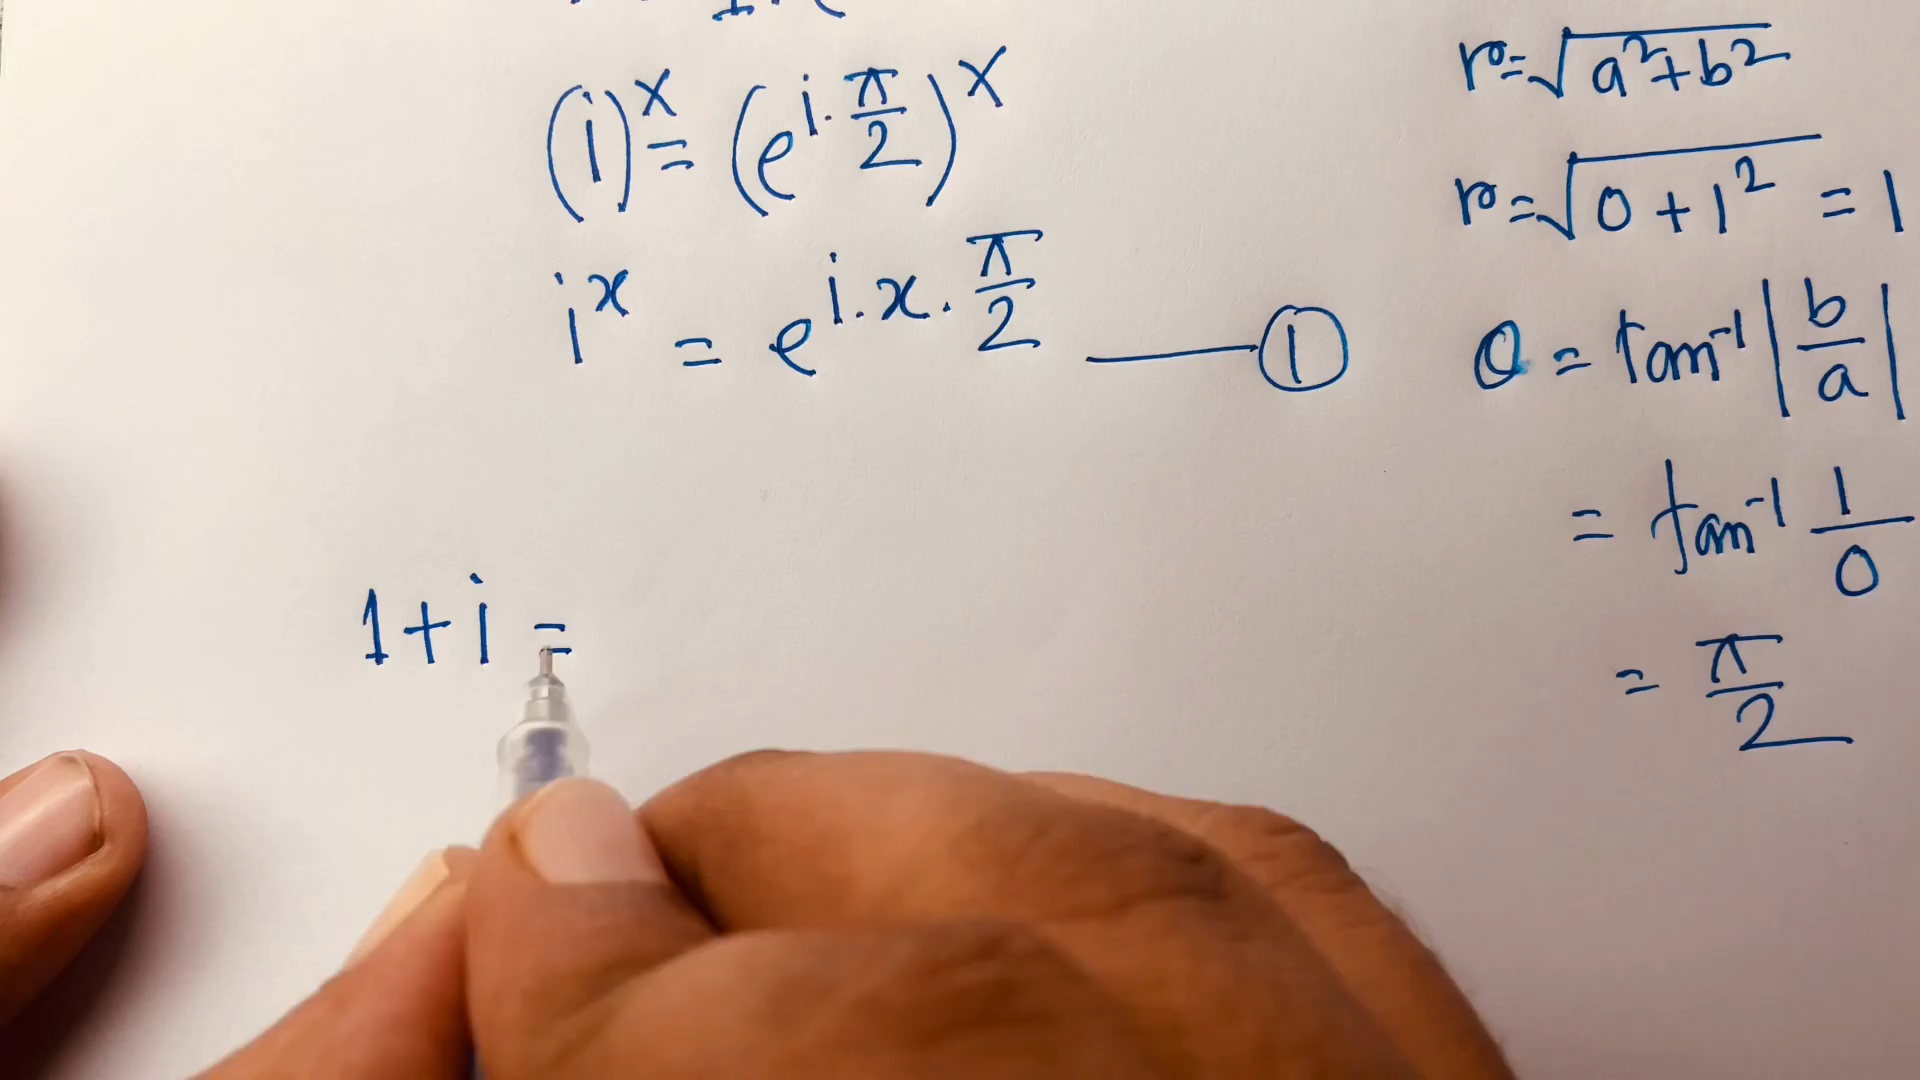 (i)^x = (e^{i·π/2})^x
i^x = e^{i·x·π/2} —— ①
1+i =
r=√a²+b²
r=√0+1² = 1
θ = tan⁻¹|b/a|
= tan⁻¹ 1/0
= π/2